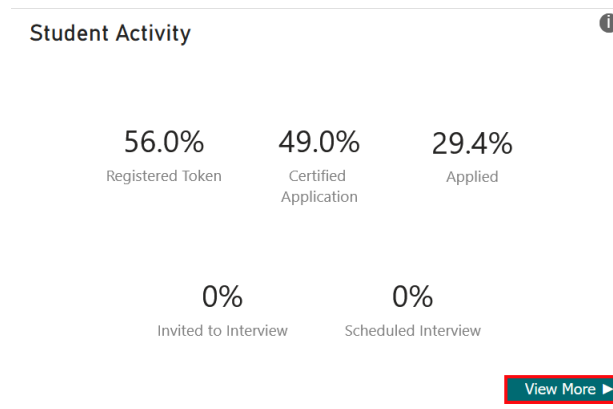 Student Activity
i
56.0%
49.0%
29.4%
Registered Token
Certified
Application
Applied
0%
0%
Invited to Interview
Scheduled Interview
View More ▶